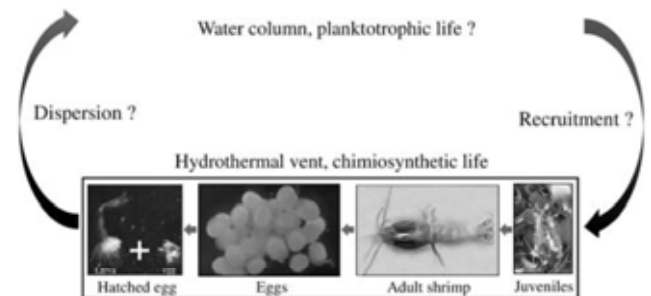 Water column, planktotrophic life ?
Dispersion ?
Recruitment ?
Hydrothermal vent, chimiosynthetic life
Hatched egg
Eggs
Adult shrimp
Juveniles